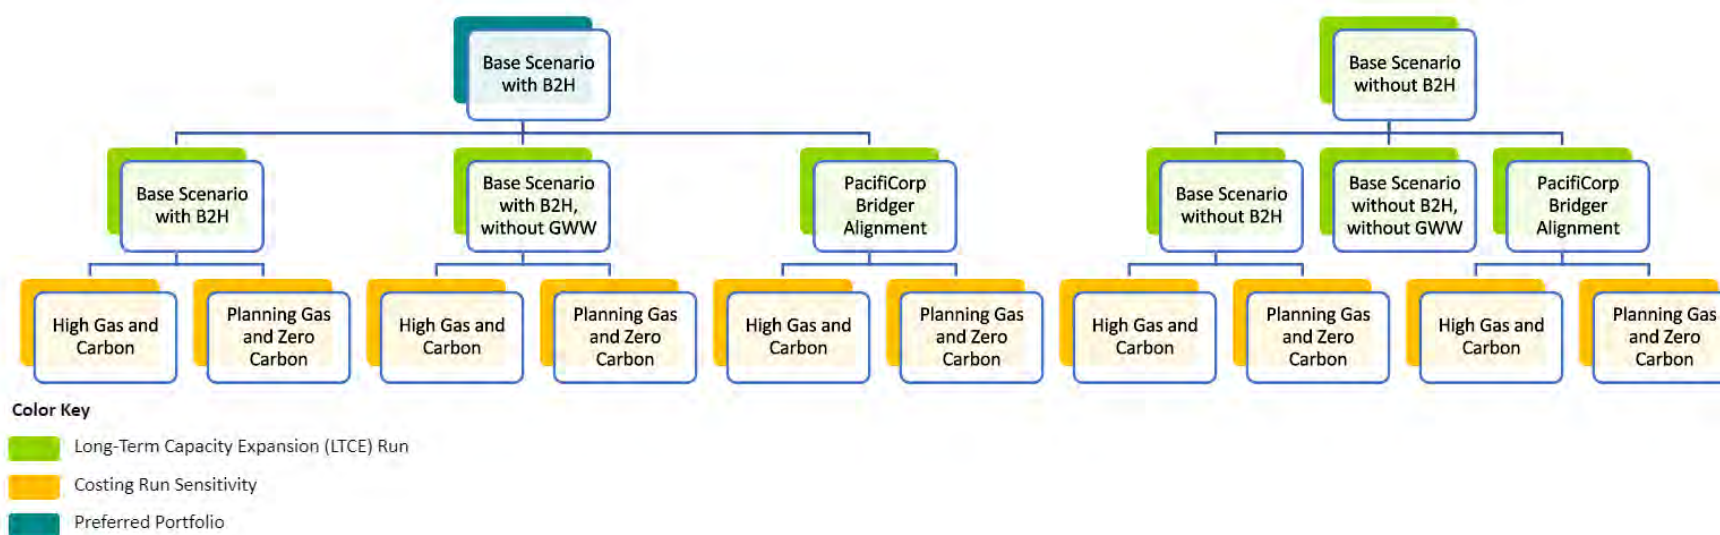 Base Scenario
with B2H
Base Scenario
without B2H
Base Scenario
with B2H
Base Scenario
with B2H,
without GWW
PacifiCorp
Bridger
Alignment
Base Scenario
without B2H
Base Scenario
without B2H,
without GWW
PacifiCorp
Bridger
Alignment
High Gas and
Carbon
Planning Gas
and Zero
Carbon
High Gas and
Carbon
Planning Gas
and Zero
Carbon
High Gas and
Carbon
Planning Gas
and Zero
Carbon
High Gas and
Carbon
Planning Gas
and Zero
Carbon
High Gas and
Carbon
Planning Gas
and Zero
Carbon
Color Key
Long-Term Capacity Expansion (LTCE) Run
Costing Run Sensitivity
Preferred Portfolio